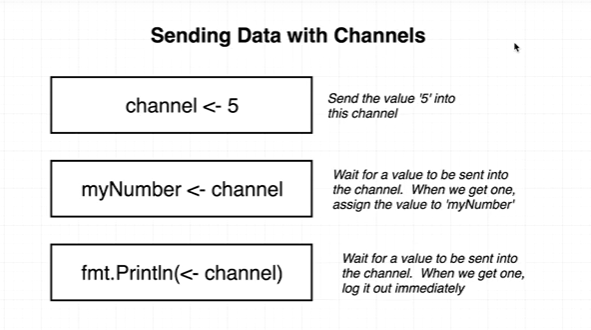 Sending Data with Channels
channel <- 5
Send the value '5' into
this channel
myNumber <- channel
Wait for a value to be sent into
the channel. When we get one,
assign the value to 'myNumber'
fmt.Println(<- channel)
Wait for a value to be sent into
the channel. When we get one,
log it out immediately